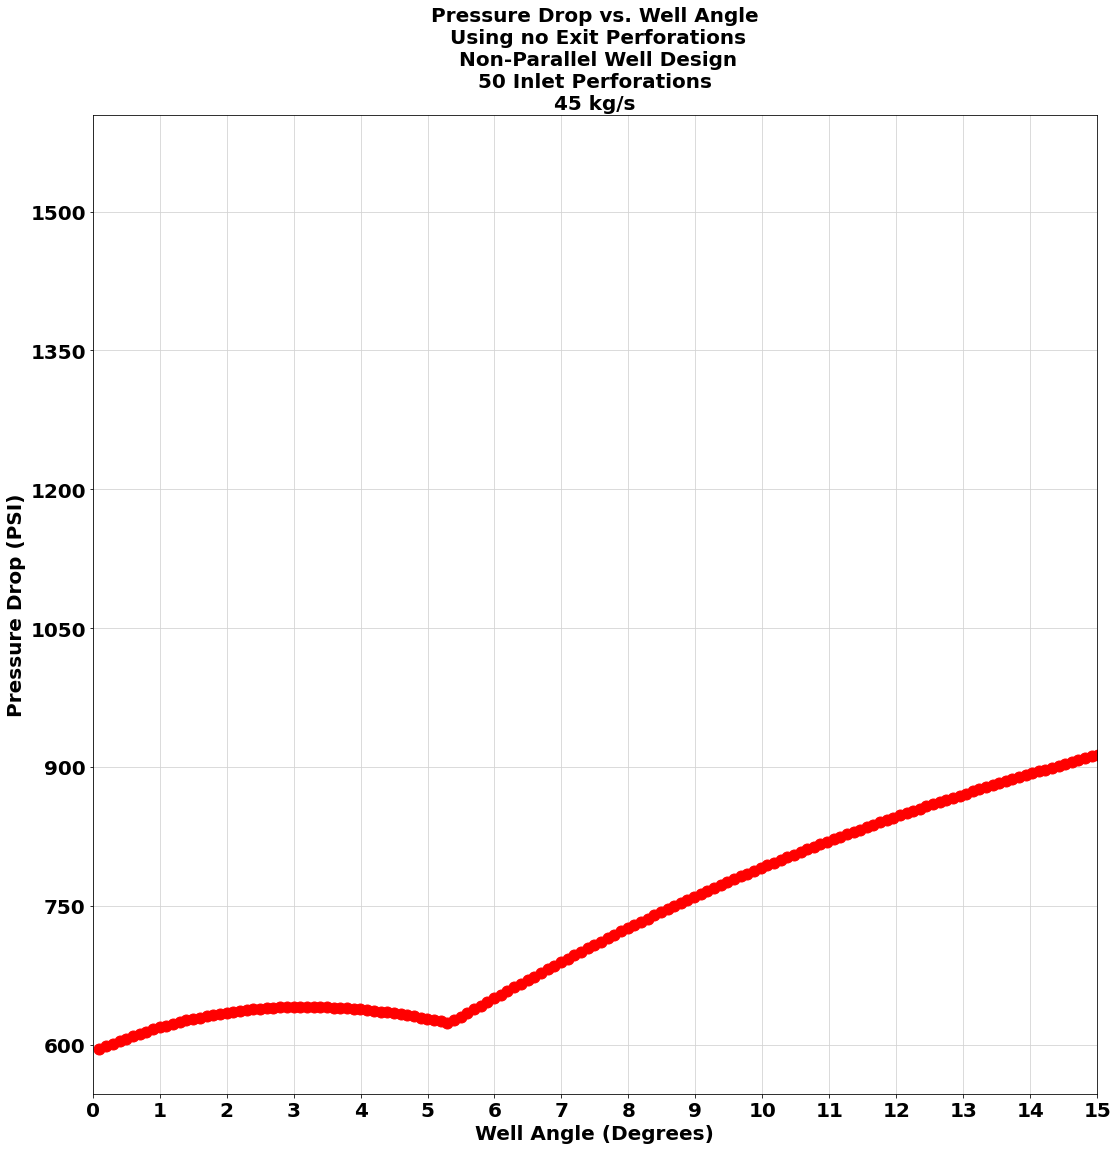 Pressure Drop vs. Well Angle
Using no Exit Perforations
Non-Parallel Well Design
50 Inlet Perforations
45 kg/s
1500
1350
1200
1050
900
750
600
Pressure Drop (PSI)
0 1 2 3 4 5 6 7 8 9 10 11 12 13 14 15
Well Angle (Degrees)